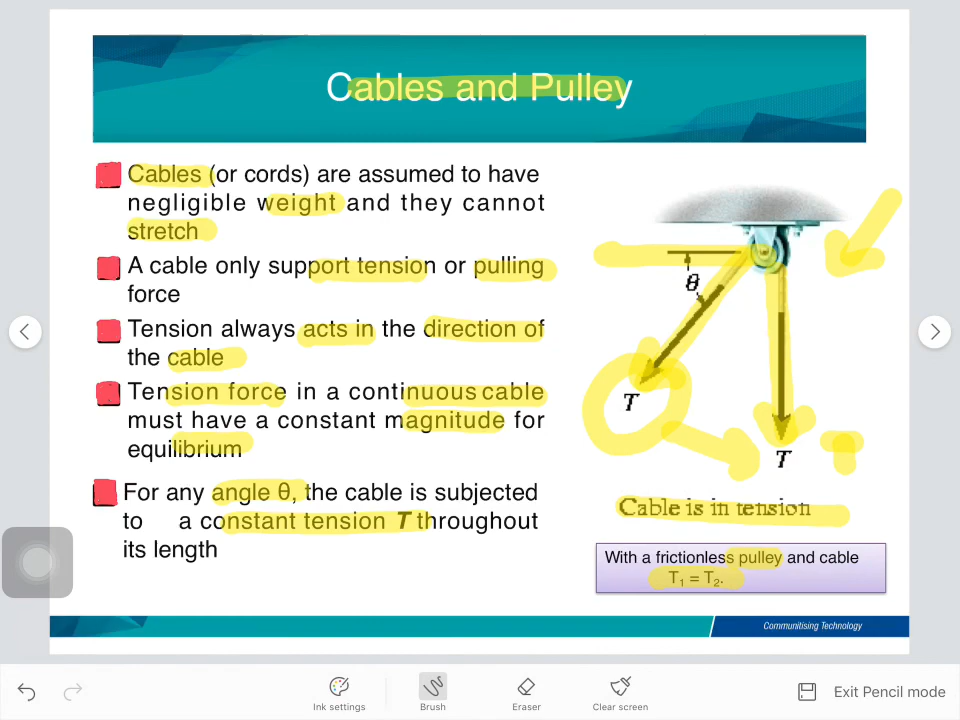 Cables and Pulley
Cables (or cords) are assumed to have
negligible weight and they cannot
stretch
A cable only support tension or pulling
force
Tension always acts in the direction of
the cable
Tension force in a continuous cable
must have a constant magnitude for
equilibrium
For any angle θ, the cable is subjected
to a constant tension T throughout
its length
θ
T
T
T
Cable is in tension
With a frictionless pulley and cable
T₁ = T₂.
Communitising Technology
Ink settings
Brush
Eraser
Clear screen
Exit Pencil mode